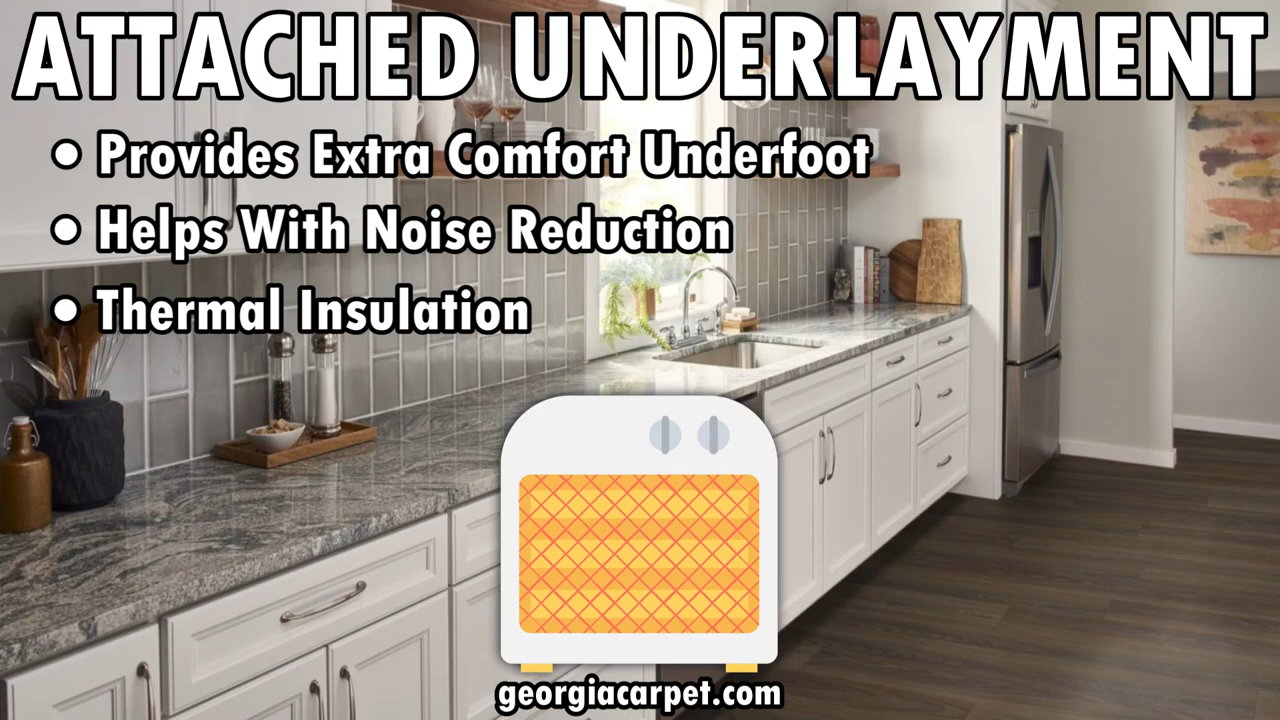 ATTACHED UNDERLAYMENT
• Provides Extra Comfort Underfoot
• Helps With Noise Reduction
• Thermal Insulation
georgiacarpet.com